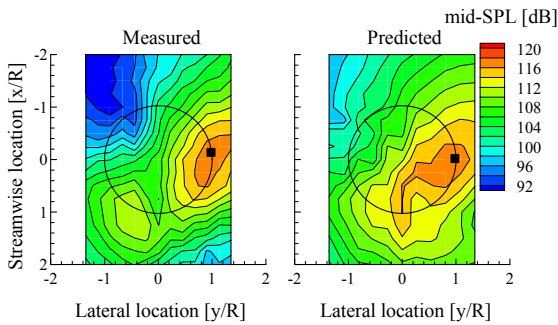 mid-SPL [dB]
Measured
Predicted
Streamwise location [x/R]
-2
-1
0
1
2
-2 -1 0 1 2
-2 -1 0 1 2
Lateral location [y/R]
Lateral location [y/R]
120
116
112
108
104
100
96
92